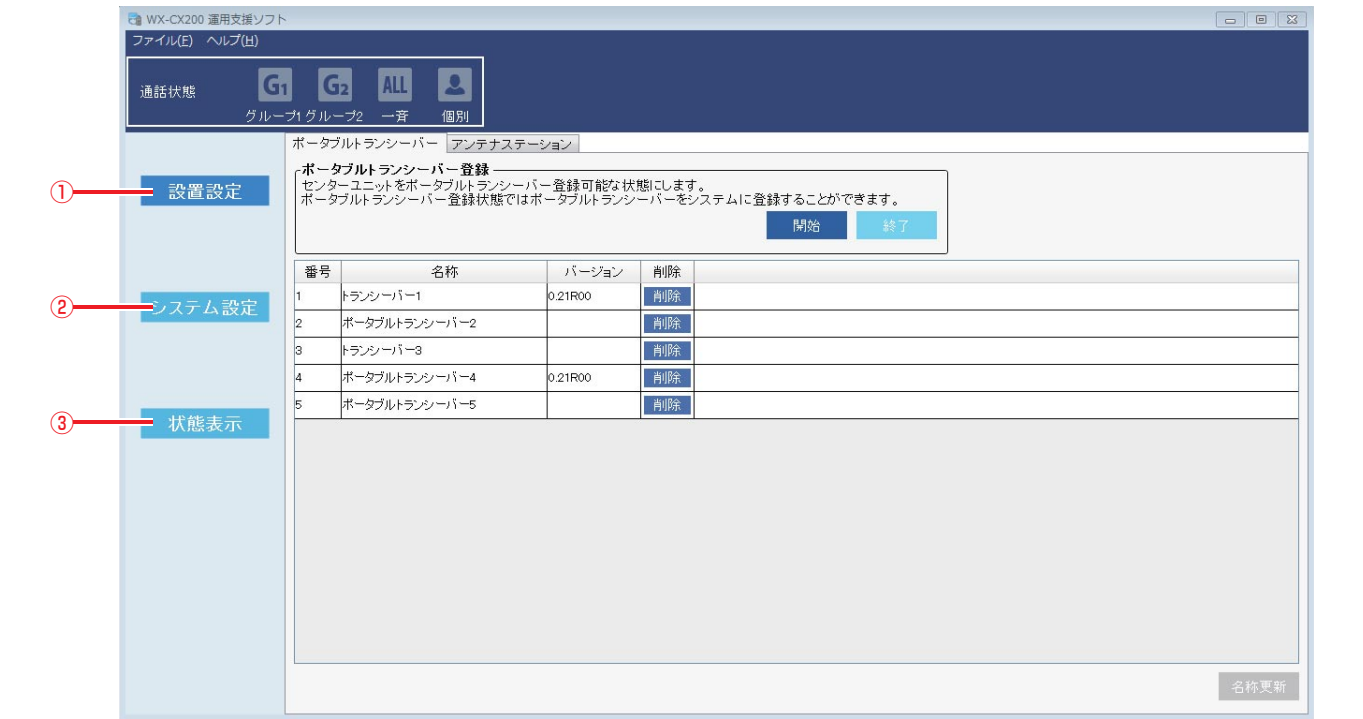 WX-CX200 運用支援ソフト
ファイル(F) ヘルプ(H)
通話状態
G1 G2 ALL
グループ1 グループ2 一斉 個別
ポータブルトランシーバー アンテナステーション
ポータブルトランシーバー登録
センターユニットをポータブルトランシーバー登録可能な状態にします。
ポータブルトランシーバー登録状態ではポータブルトランシーバーをシステムに登録することができます。
開始 終了
① 設置設定
② システム設定
③ 状態表示
番号 名称 バージョン 削除
1 トランシーバー1 0.21R00 削除
2 ポータブルトランシーバー2 削除
3 トランシーバー3 削除
4 ポータブルトランシーバー4 0.21R00 削除
5 ポータブルトランシーバー5 削除
名称更新